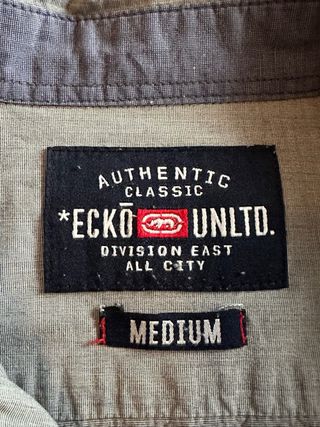 AUTHENTIC
CLASSIC
*ECKŌ UNLTD.
DIVISION EAST
ALL CITY
MEDIUM